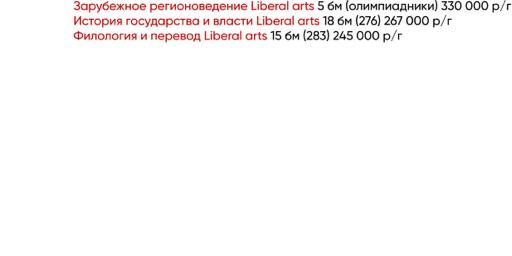 Зарубежное регионоведение Liberal arts 5 бм (олимпиадники) 330 000 р/г
История государства и власти Liberal arts 18 бм (276) 267 000 р/г
Филология и перевод Liberal arts 15 бм (283) 245 000 р/г